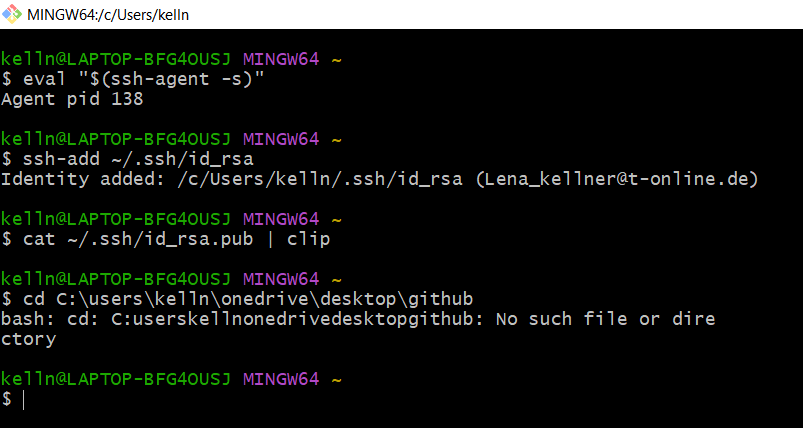 MINGW64:/c/Users/kelln
kelln@LAPTOP-BFG4OUSJ MINGW64 ~
$ eval "$(ssh-agent -s)"
Agent pid 138
kelln@LAPTOP-BFG4OUSJ MINGW64 ~
$ ssh-add ~/.ssh/id_rsa
Identity added: /c/Users/kelln/.ssh/id_rsa (Lena_kellner@t-online.de)
kelln@LAPTOP-BFG4OUSJ MINGW64 ~
$ cat ~/.ssh/id_rsa.pub | clip
kelln@LAPTOP-BFG4OUSJ MINGW64 ~
$ cd C:\users\kelln\onedrive\desktop\github
bash: cd: C:userskellnonedrivedesktopgithub: No such file or dire
ctory
kelln@LAPTOP-BFG4OUSJ MINGW64 ~
$